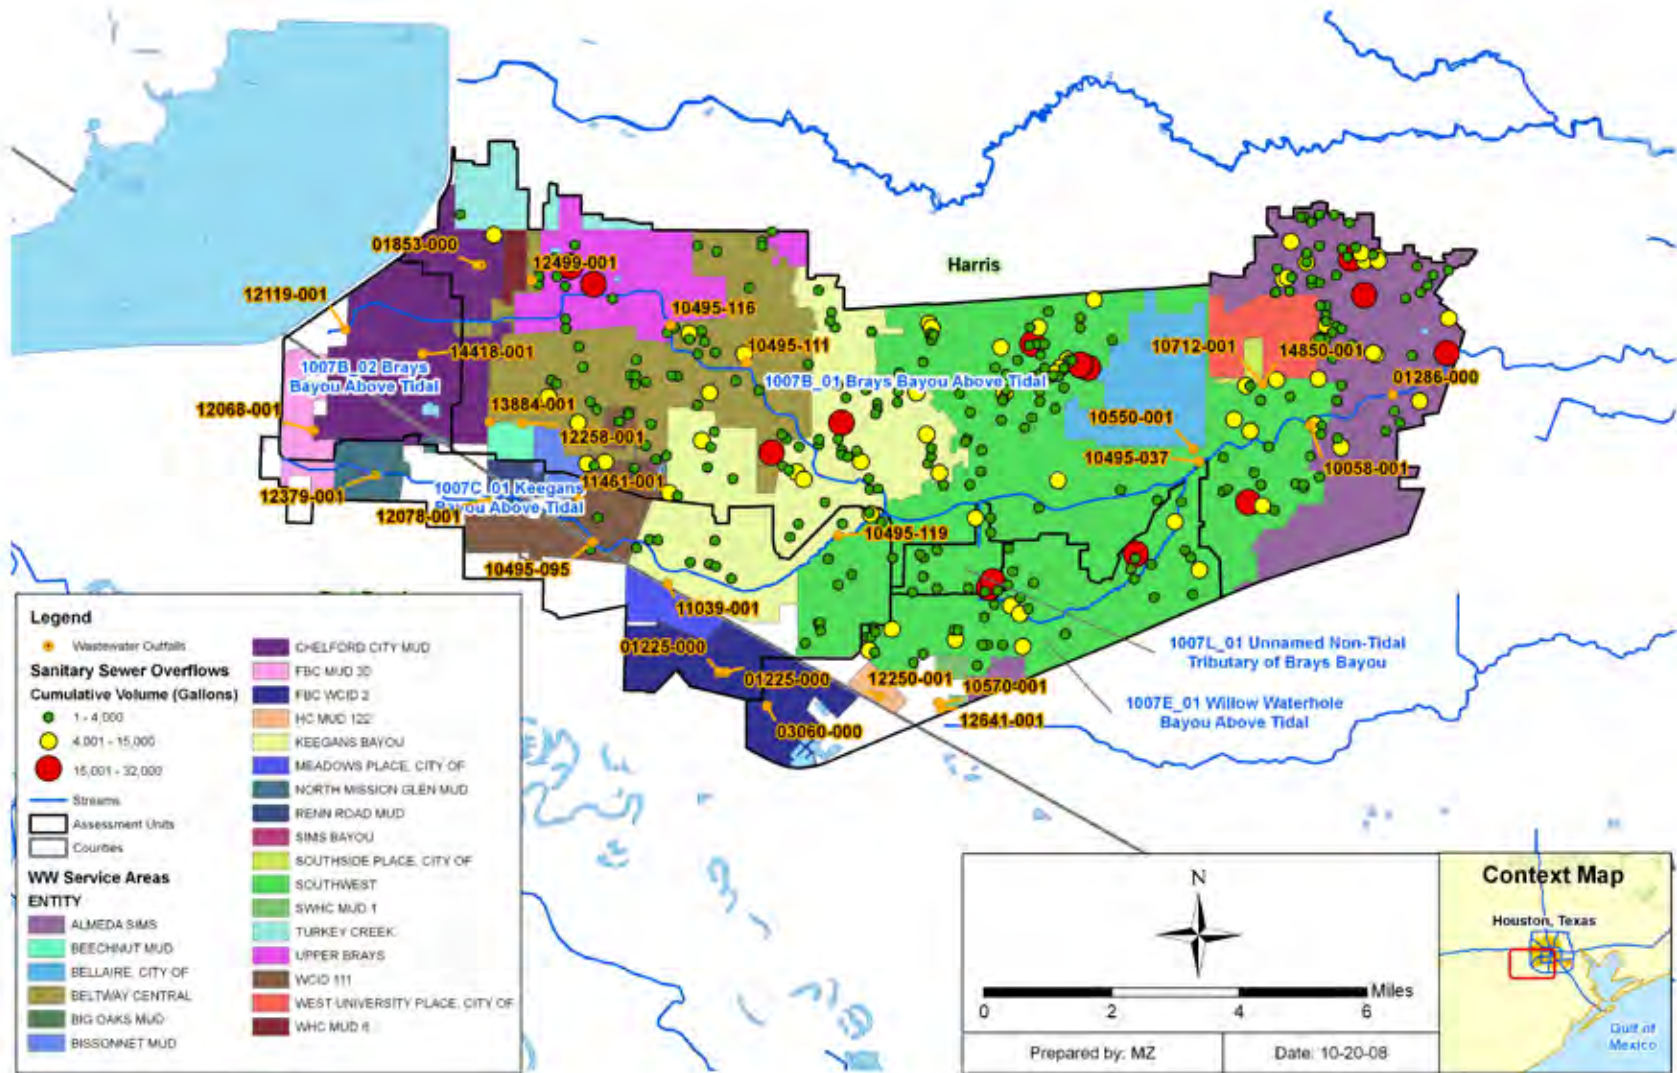 Harris
01853-000
12499-001
12119-001
10495-116
14418-001
10495-111
10712-001
14850-001
1007B_02 Brays
Bayou Above Tidal
1007B_01 Brays Bayou Above Tidal
01286-000
12068-001
13884-001
12258-001
10550-001
10495-037
10058-001
12379-001
11461-001
1007C_01 Keegans
Bayou Above Tidal
12078-001
10495-119
10495-095
11039-001
01225-000
01225-000
12250-001
10570-001
12641-001
03060-000
1007L_01 Unnamed Non-Tidal
Tributary of Brays Bayou
1007E_01 Willow Waterhole
Bayou Above Tidal
Legend
Wastewater Outfalls
Sanitary Sewer Overflows
Cumulative Volume (Gallons)
1 - 4,000
4,001 - 15,000
15,001 - 32,000
Streams
Assessment Units
Counties
WW Service Areas
ENTITY
ALMEDA SIMS
BEECHNUT MUD
BELLAIRE, CITY OF
BELTWAY CENTRAL
BIG OAKS MUD
BISSONNET MUD
CHELFORD CITY MUD
FBC MUD 30
FBC WCID 2
HC MUD 122
KEEGANS BAYOU
MEADOWS PLACE, CITY OF
NORTH MISSION GLEN MUD
RENN ROAD MUD
SIMS BAYOU
SOUTHSIDE PLACE, CITY OF
SOUTHWEST
SWHC MUD 1
TURKEY CREEK
UPPER BRAYS
WCID 111
WEST UNIVERSITY PLACE, CITY OF
WHC MUD 6
N
Miles
0 2 4 6
Prepared by: MZ
Date: 10-20-08
Context Map
Houston, Texas
Gulf of
Mexico